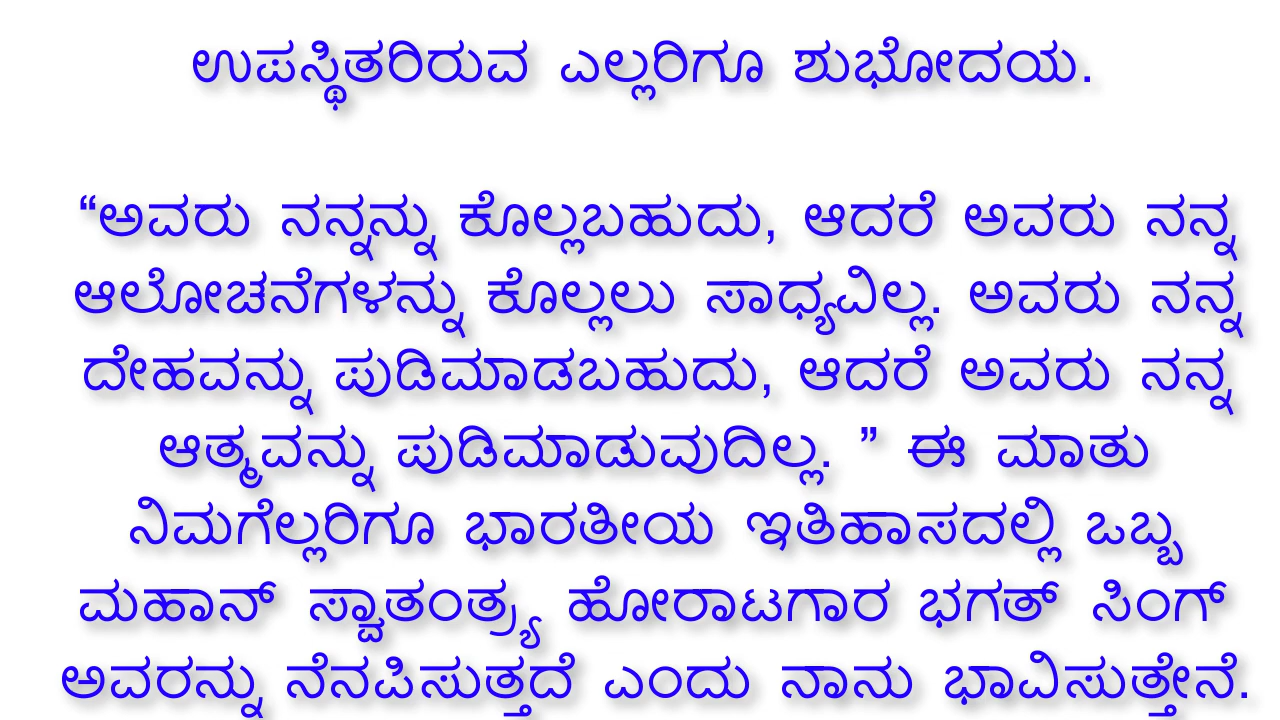 ಉಪಸ್ಥಿತರಿರುವ ಎಲ್ಲರಿಗೂ ಶುಭೋದಯ.
“ಅವರು ನನ್ನನ್ನು ಕೊಲ್ಲಬಹುದು, ಆದರೆ ಅವರು ನನ್ನ
ಆಲೋಚನೆಗಳನ್ನು ಕೊಲ್ಲಲು ಸಾಧ್ಯವಿಲ್ಲ. ಅವರು ನನ್ನ
ದೇಹವನ್ನು ಪುಡಿಮಾಡಬಹುದು, ಆದರೆ ಅವರು ನನ್ನ
ಆತ್ಮವನ್ನು ಪುಡಿಮಾಡುವುದಿಲ್ಲ. ” ಈ ಮಾತು
ನಿಮಗೆಲ್ಲರಿಗೂ ಭಾರತೀಯ ಇತಿಹಾಸದಲ್ಲಿ ಒಬ್ಬ
ಮಹಾನ್ ಸ್ವಾತಂತ್ರ್ಯ ಹೋರಾಟಗಾರ ಭಗತ್ ಸಿಂಗ್
ಅವರನ್ನು ನೆನಪಿಸುತ್ತದೆ ಎಂದು ನಾನು ಭಾವಿಸುತ್ತೇನೆ.